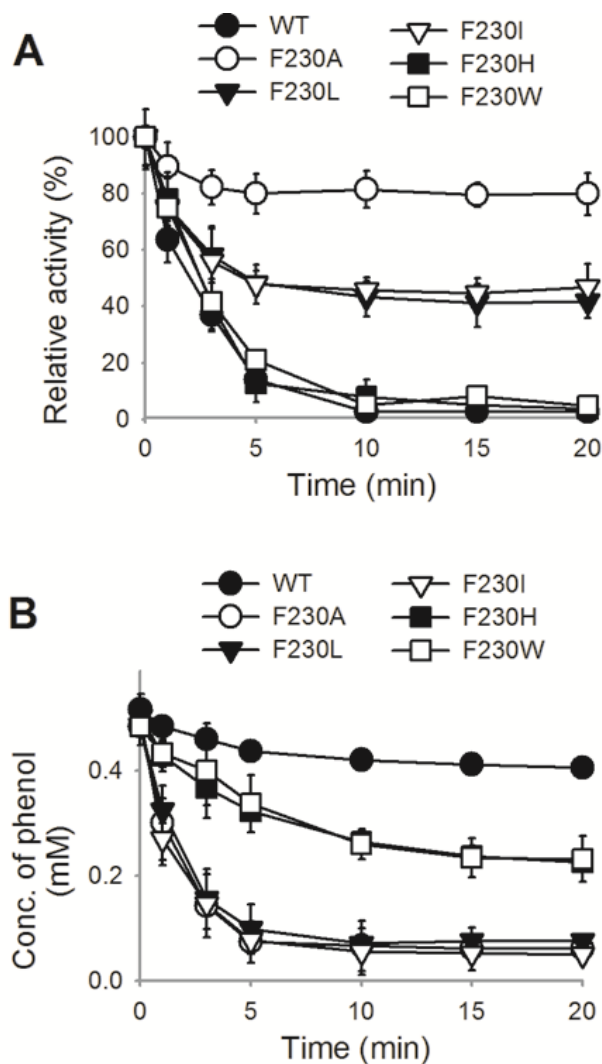 A
WT
F230I
F230A
F230H
F230L
F230W
Relative activity (%)
100
80
60
40
20
0
0 5 10 15 20
Time (min)
B
WT
F230I
F230A
F230H
F230L
F230W
Conc. of phenol
(mM)
0.4
0.2
0.0
0 5 10 15 20
Time (min)